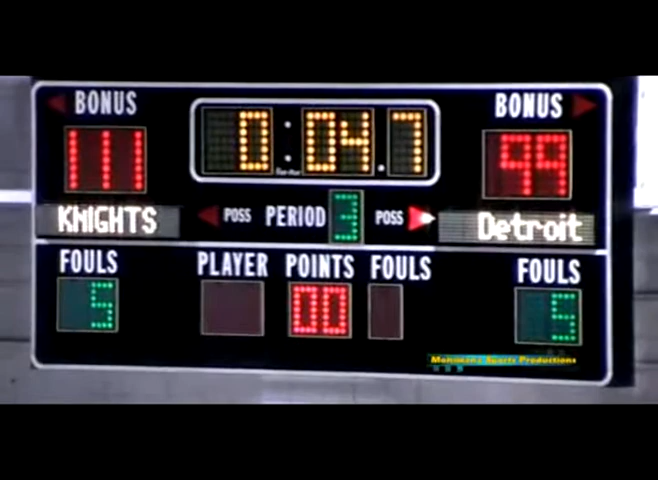 BONUS BONUS
111 0:04.7 99
KNIGHTS POSS PERIOD 3 POSS Detroit
FOULS PLAYER POINTS FOULS FOULS
5 00 5